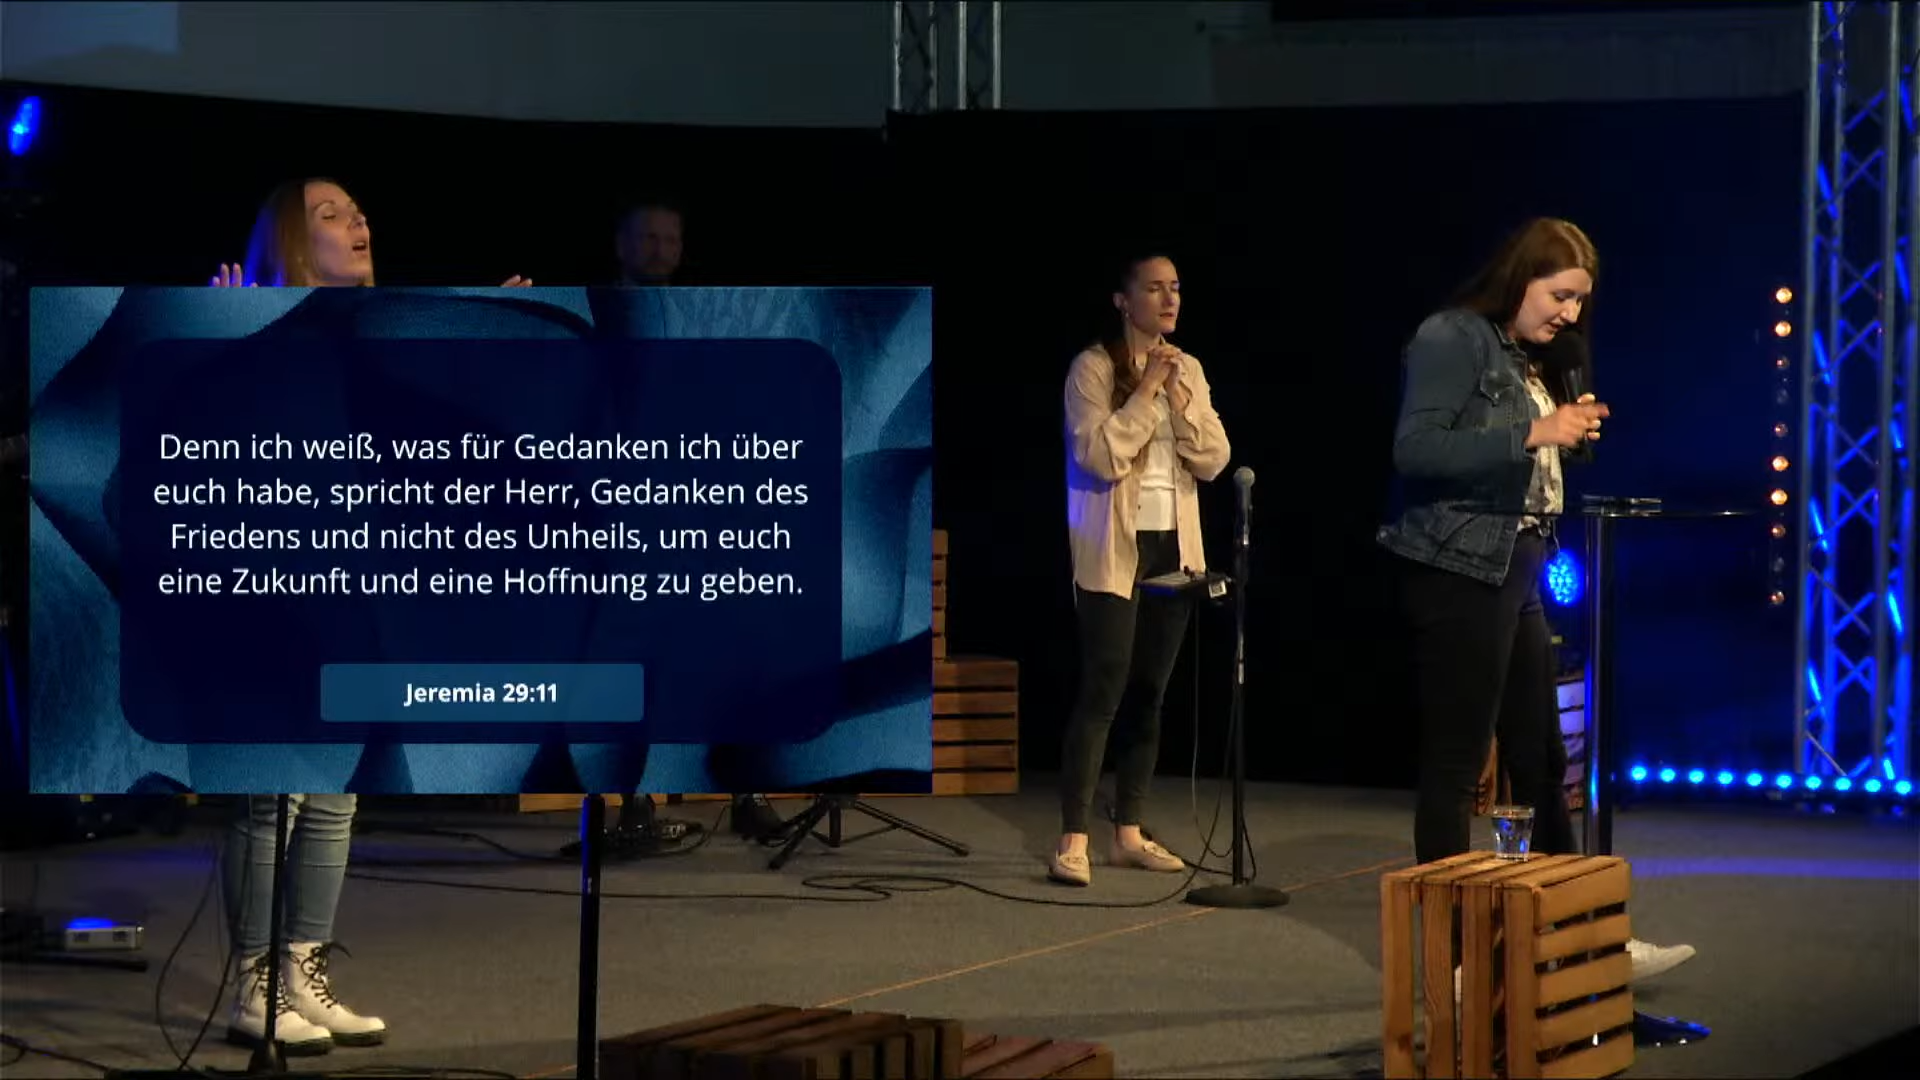 Denn ich weiß, was für Gedanken ich über
euch habe, spricht der Herr, Gedanken des
Friedens und nicht des Unheils, um euch
eine Zukunft und eine Hoffnung zu geben.
Jeremia 29:11